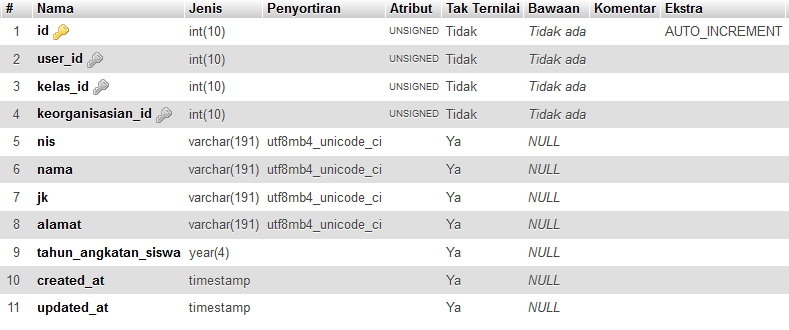 # Nama Jenis Penyortiran Atribut Tak Ternilai Bawaan Komentar Ekstra
1 id int(10) UNSIGNED Tidak Tidak ada AUTO_INCREMENT
2 user_id int(10) UNSIGNED Tidak Tidak ada
3 kelas_id int(10) UNSIGNED Tidak Tidak ada
4 keorganisasian_id int(10) UNSIGNED Tidak Tidak ada
5 nis varchar(191) utf8mb4_unicode_ci Ya NULL
6 nama varchar(191) utf8mb4_unicode_ci Ya NULL
7 jk varchar(191) utf8mb4_unicode_ci Ya NULL
8 alamat varchar(191) utf8mb4_unicode_ci Ya NULL
9 tahun_angkatan_siswa year(4) Ya NULL
10 created_at timestamp Ya NULL
11 updated_at timestamp Ya NULL